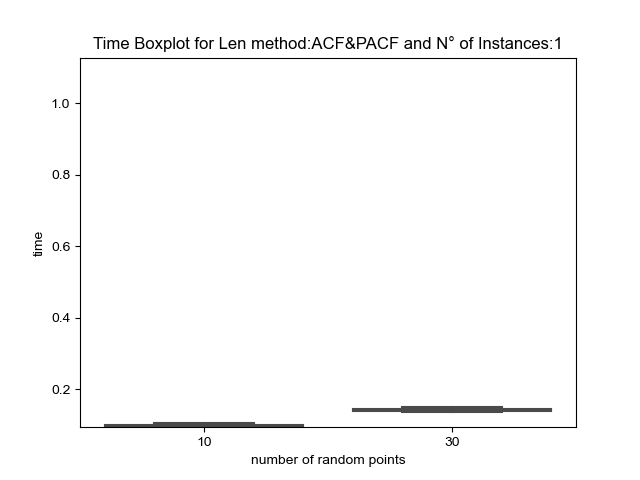 Time Boxplot for Len method:ACF&PACF and N° of Instances:1
1.0
0.8
time
0.6
0.4
0.2
10
30
number of random points